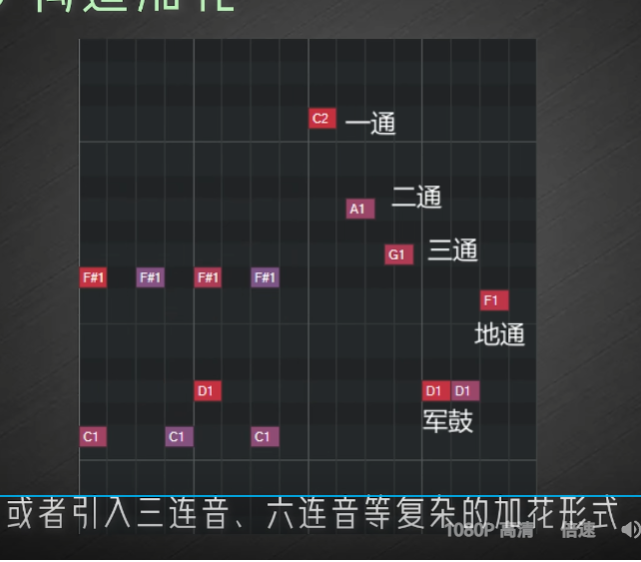 C2 一通
A1 二通
G1 三通
F#1 F#1 F#1 F#1
F1
地通
D1 D1 D1
军鼓
C1 C1 C1
或者引入三连音、六连音等复杂的加花形式
1080P 高清 倍速